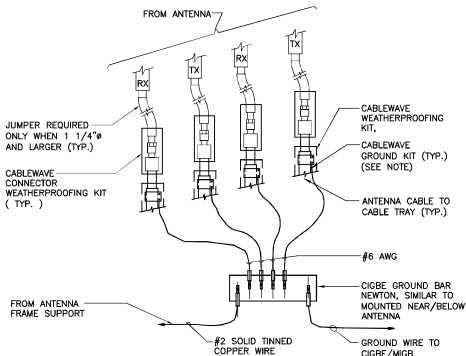 FROM ANTENNA
RX
TX
RX
TX
JUMPER REQUIRED
ONLY WHEN 1 1/4"ø
AND LARGER (TYP.)
CABLEWAVE
CONNECTOR
WEATHERPROOFING KIT
( TYP. )
CABLEWAVE
WEATHERPROOFING
KIT,
CABLEWAVE
GROUND KIT (TYP.)
(SEE NOTE)
ANTENNA CABLE TO
CABLE TRAY (TYP.)
#6 AWG
CIGBE GROUND BAR
NEWTON, SIMILAR TO
MOUNTED NEAR/BELOW
ANTENNA
FROM ANTENNA
FRAME SUPPORT
#2 SOLID TINNED
COPPER WIRE
GROUND WIRE TO
CIGBE/MIGB